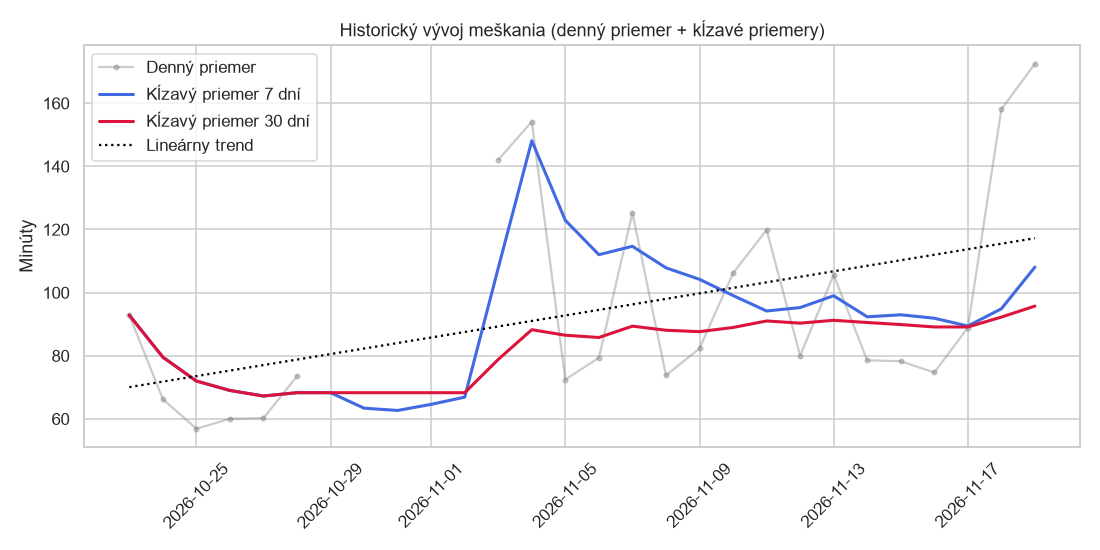 Historický vývoj meškania (denný priemer + kĺzavé priemery)
Denný priemer
Kĺzavý priemer 7 dní
Kĺzavý priemer 30 dní
Lineárny trend
Minúty
160
140
120
100
80
60
2026-10-25
2026-10-29
2026-11-01
2026-11-05
2026-11-09
2026-11-13
2026-11-17